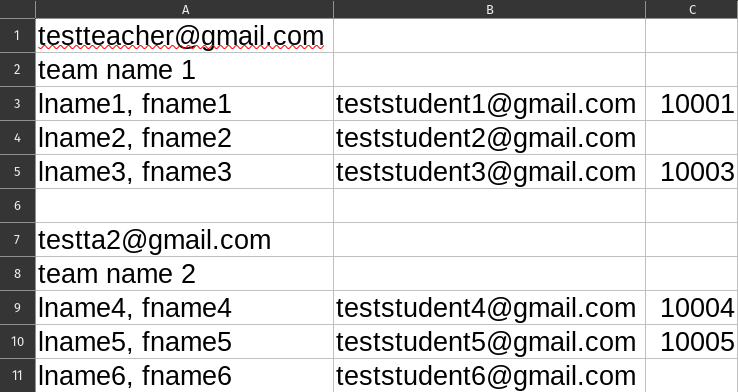 A B C
1 testteacher@gmail.com
2 team name 1
3 lname1, fname1 teststudent1@gmail.com 10001
4 lname2, fname2 teststudent2@gmail.com
5 lname3, fname3 teststudent3@gmail.com 10003
6
7 testta2@gmail.com
8 team name 2
9 lname4, fname4 teststudent4@gmail.com 10004
10 lname5, fname5 teststudent5@gmail.com 10005
11 lname6, fname6 teststudent6@gmail.com